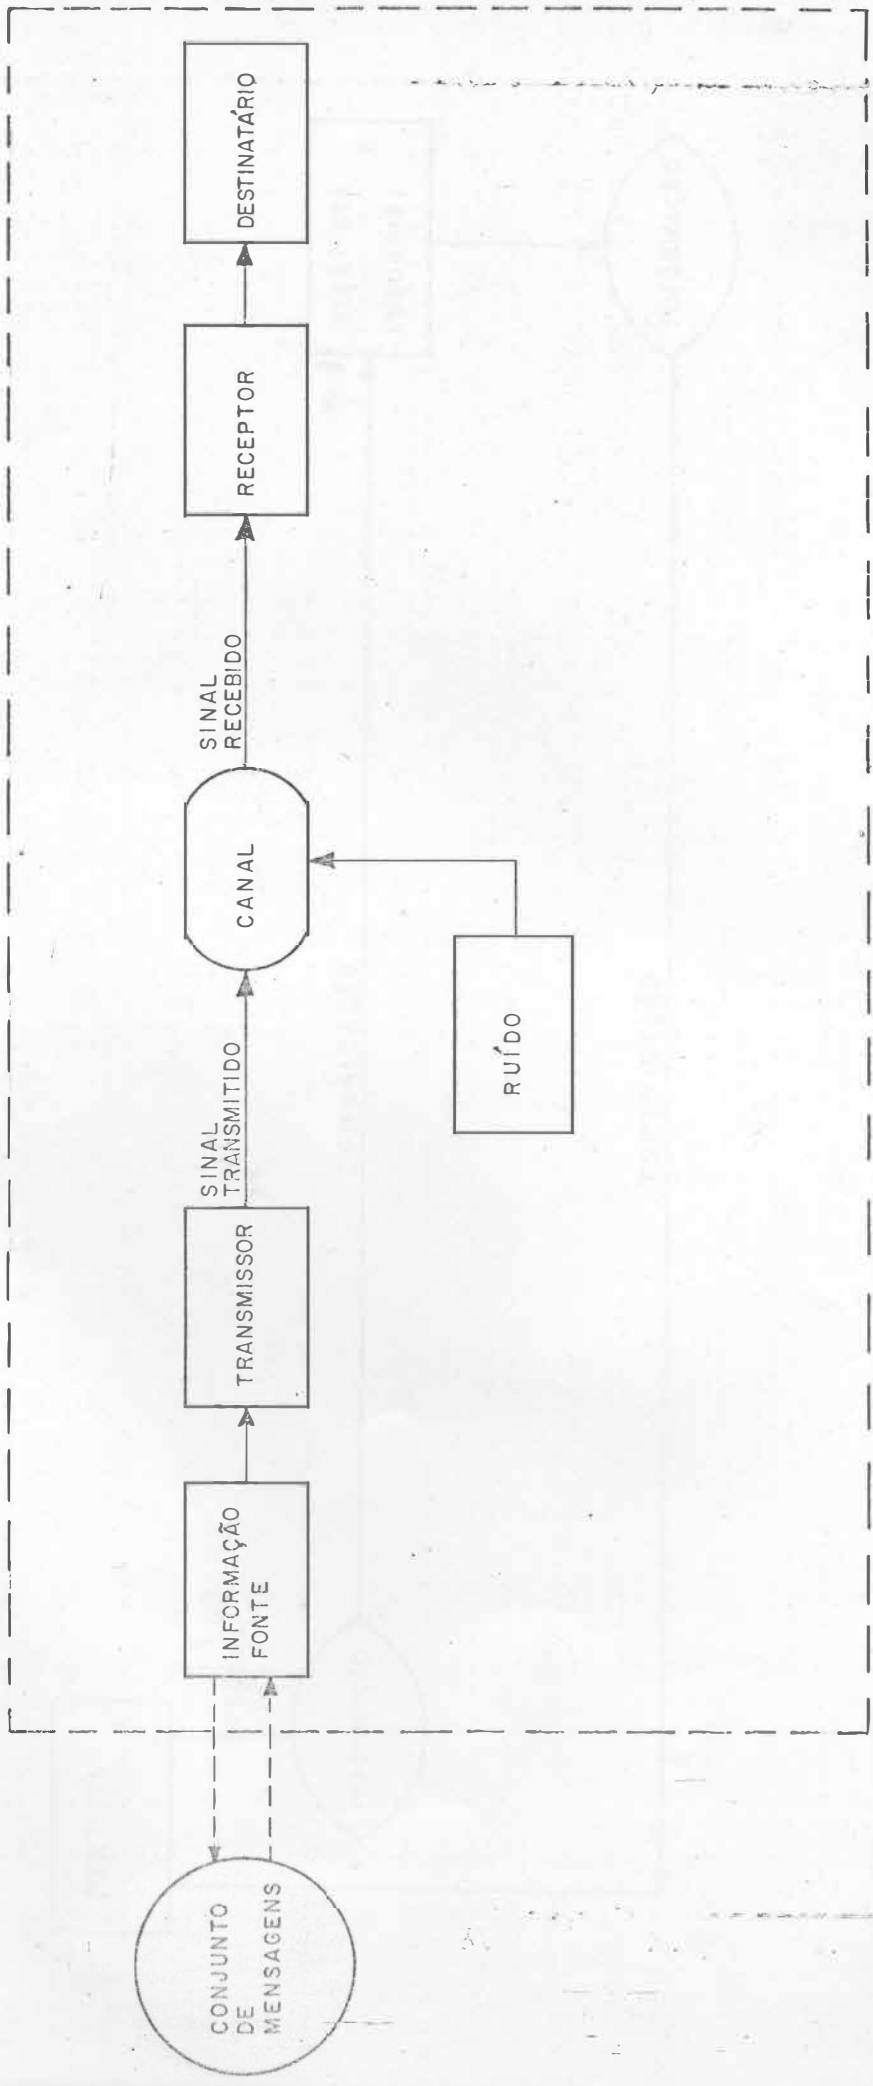 CONJUNTO
DE
MENSAGENS
INFORMAÇÃO
FONTE
TRANSMISSOR
SINAL
TRANSMITIDO
CANAL
RUÍDO
SINAL
RECEBIDO
RECEPTOR
DESTINATÁRIO